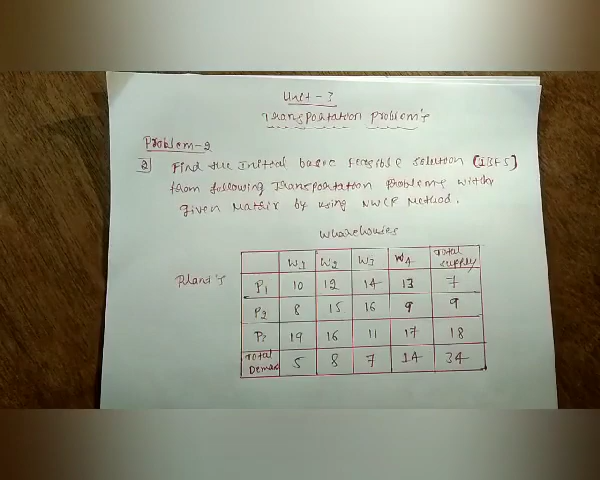 Unit - 3
Transportation Problem's
Problem-2
Find the Initial basic feasible solution (IBFS)
from following Transportation Problems with
given Matrix by using NWCR Method.
Wharehouses
Plant's
W1 W2 W3 W4 Total Supply
P1 10 12 14 13 7
P2 8 15 16 9 9
P3 19 16 11 17 18
Total Demand 5 8 7 14 34